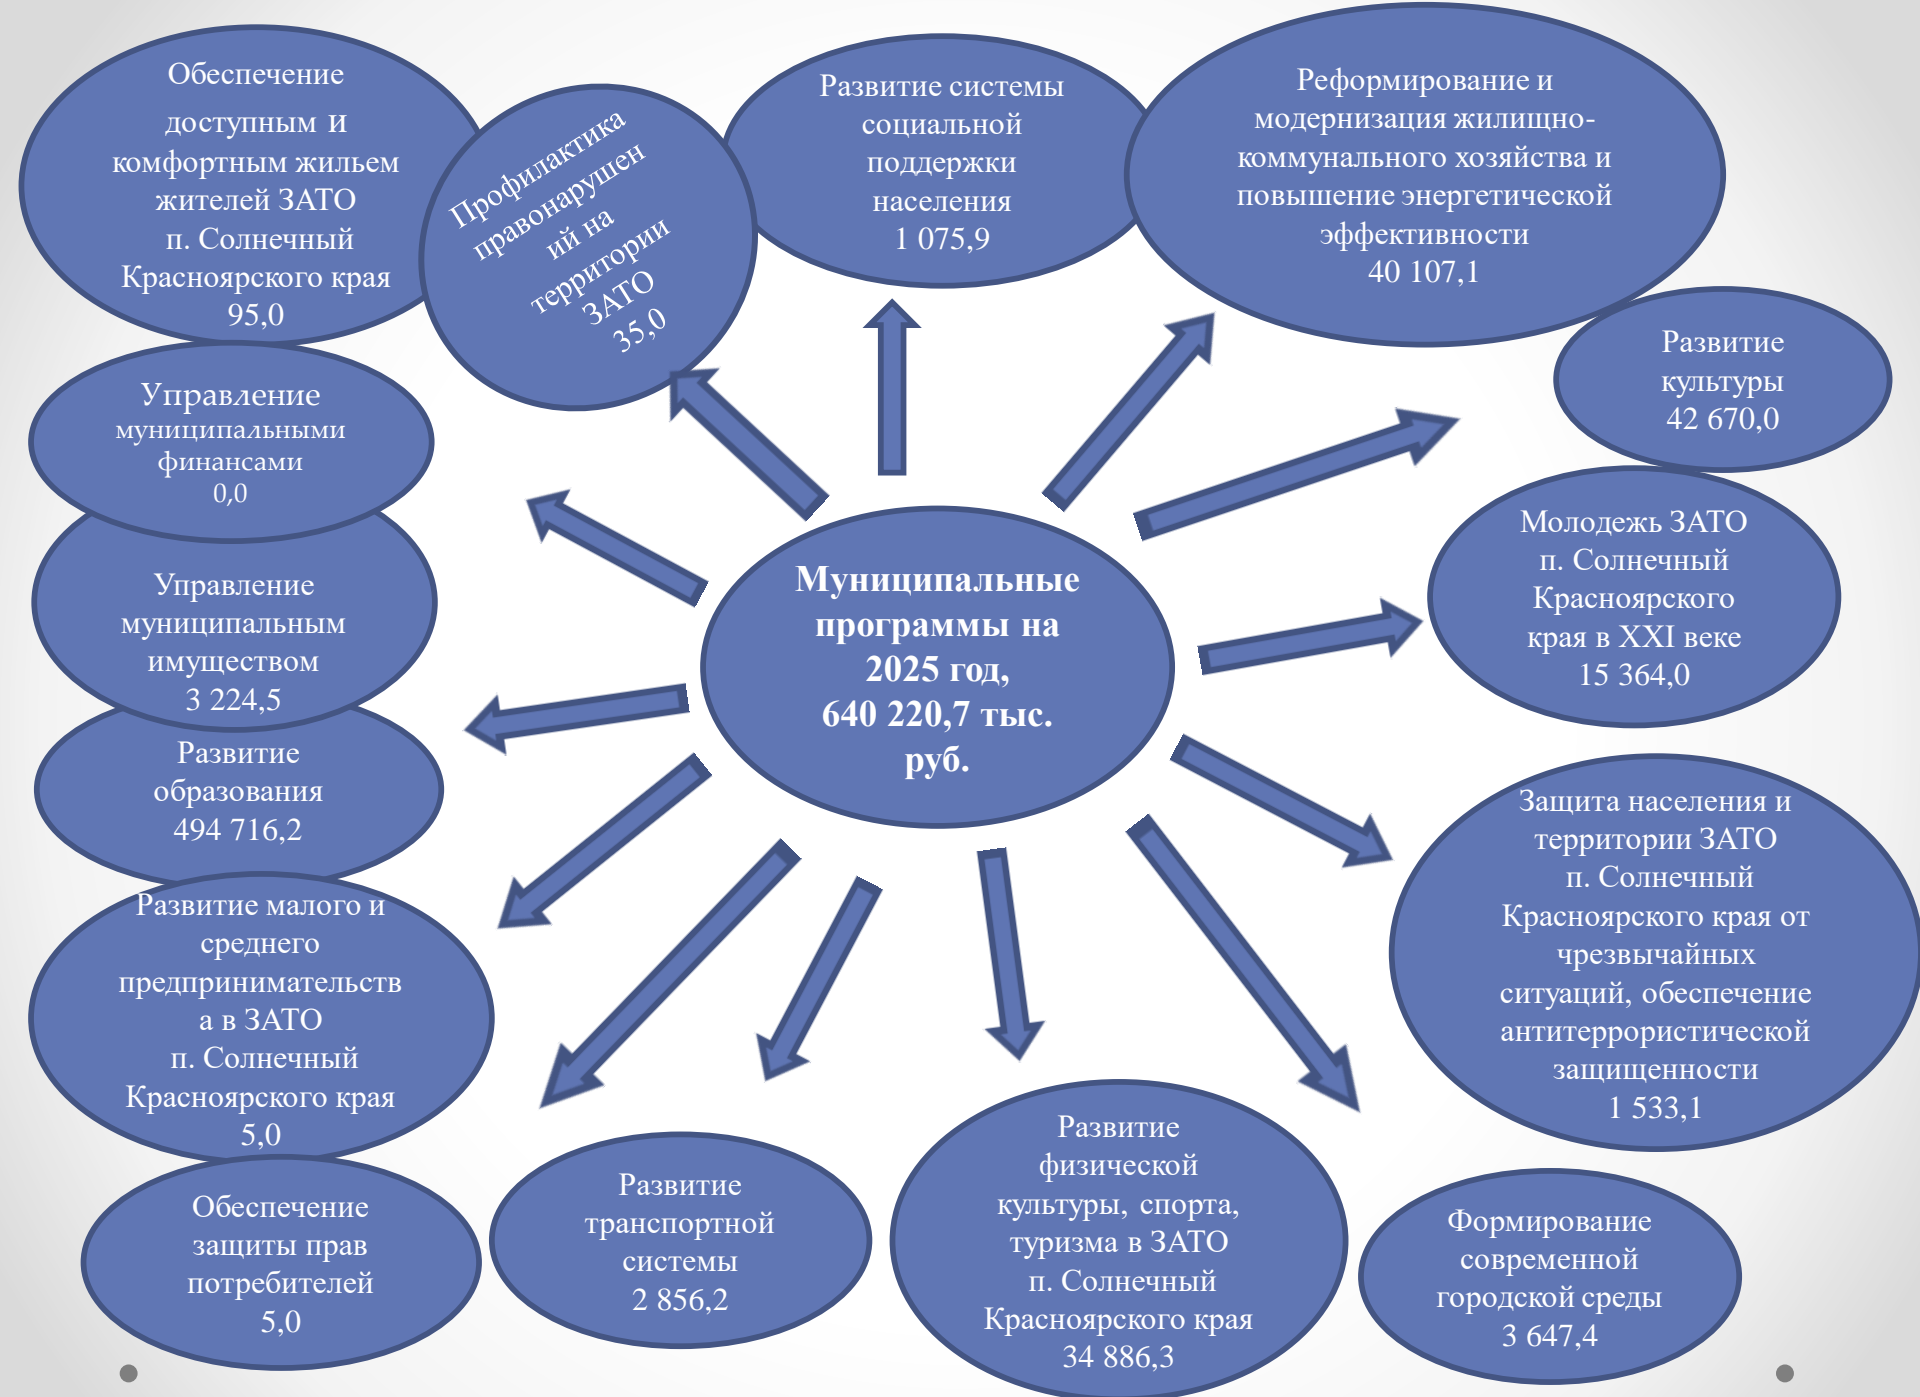 Обеспечение
доступным и
комфортным жильем
жителей ЗАТО
п. Солнечный
Красноярского края
95,0
Профилактика
правонарушен
ий на
территории
ЗАТО
35,0
Развитие системы
социальной
поддержки
населения
1 075,9
Реформирование и
модернизация жилищно-
коммунального хозяйства и
повышение энергетической
эффективности
40 107,1
Развитие
культуры
42 670,0
Управление
муниципальными
финансами
0,0
Молодежь ЗАТО
п. Солнечный
Красноярского
края в XXI веке
15 364,0
Муниципальные
программы на
2025 год,
640 220,7 тыс.
руб.
Управление
муниципальным
имуществом
3 224,5
Развитие
образования
494 716,2
Защита населения и
территории ЗАТО
п. Солнечный
Красноярского края от
чрезвычайных
ситуаций, обеспечение
антитеррористической
защищенности
1 533,1
Развитие малого и
среднего
предпринимательств
а в ЗАТО
п. Солнечный
Красноярского края
5,0
Обеспечение
защиты прав
потребителей
5,0
Развитие
транспортной
системы
2 856,2
Развитие
физической
культуры, спорта,
туризма в ЗАТО
п. Солнечный
Красноярского края
34 886,3
Формирование
современной
городской среды
3 647,4